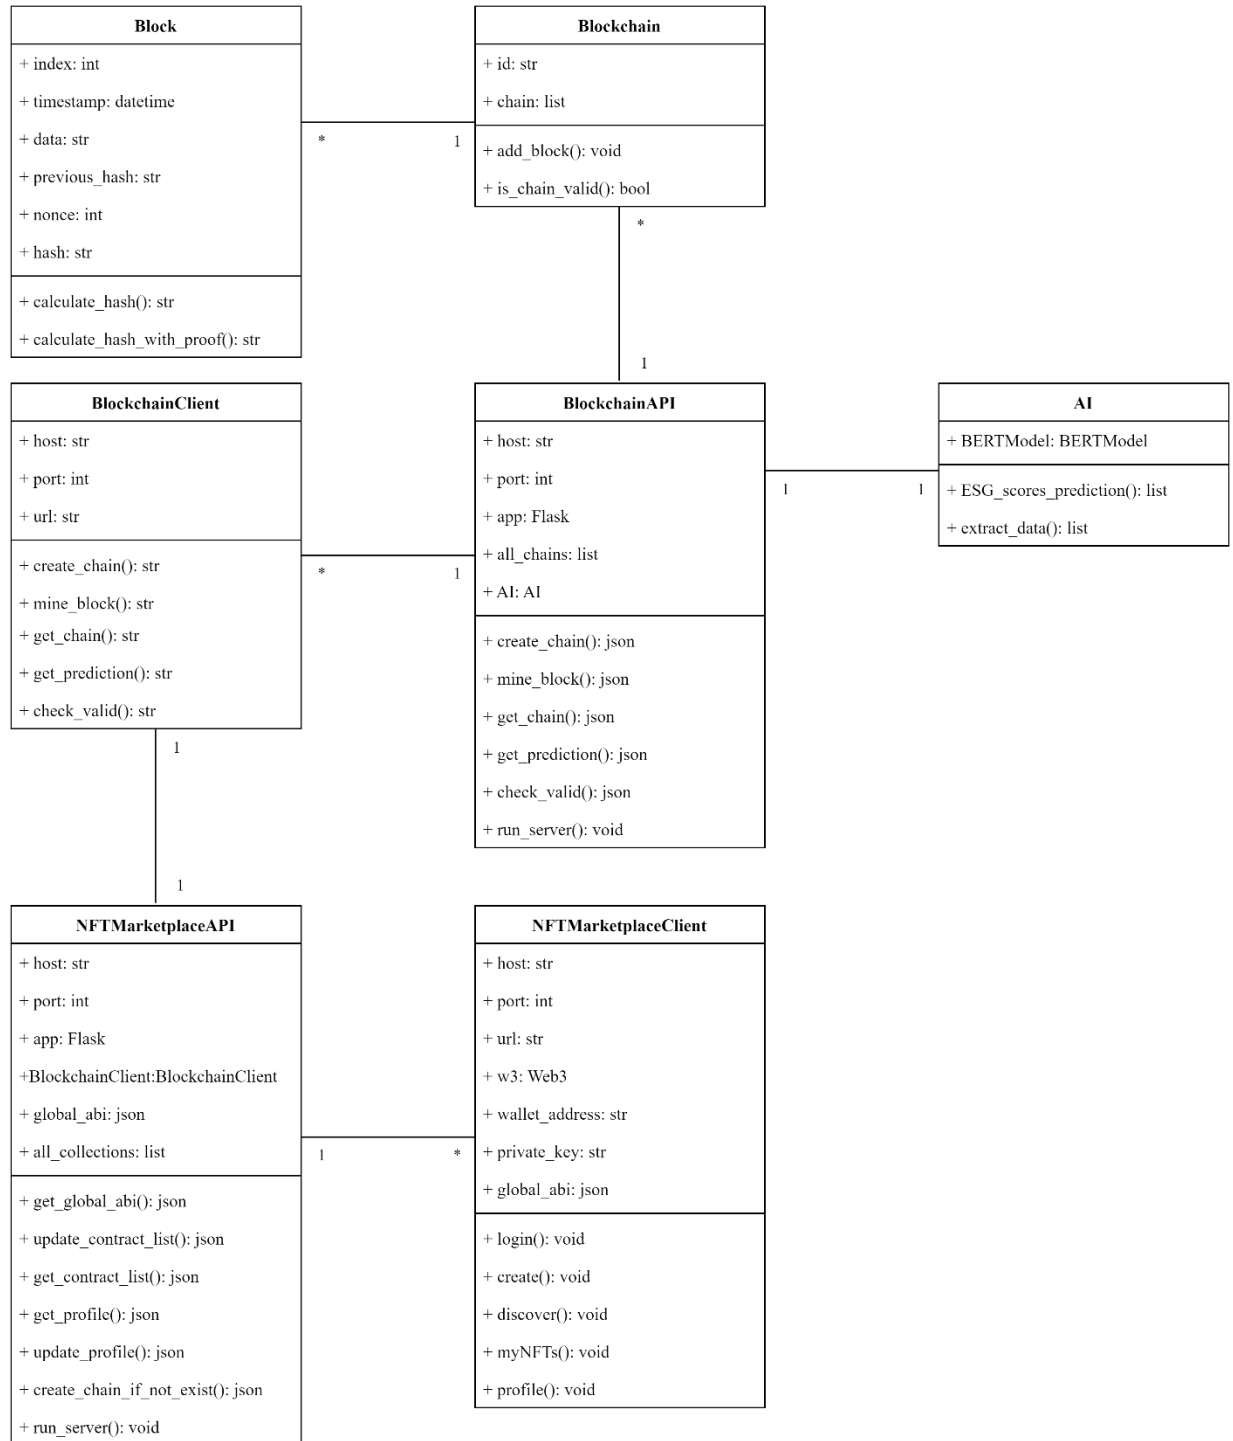 Block
+ index: int
+ timestamp: datetime
+ data: str
+ previous_hash: str
+ nonce: int
+ hash: str
+ calculate_hash(): str
+ calculate_hash_with_proof(): str
*
1
Blockchain
+ id: str
+ chain: list
+ add_block(): void
+ is_chain_valid(): bool
*
1
BlockchainClient
+ host: str
+ port: int
+ url: str
+ create_chain(): str
+ mine_block(): str
+ get_chain(): str
+ get_prediction(): str
+ check_valid(): str
*
1
BlockchainAPI
+ host: str
+ port: int
+ app: Flask
+ all_chains: list
+ AI: AI
+ create_chain(): json
+ mine_block(): json
+ get_chain(): json
+ get_prediction(): json
+ check_valid(): json
+ run_server(): void
1
1
AI
+ BERTModel: BERTModel
+ ESG_scores_prediction(): list
+ extract_data(): list
1
1
NFTMarketplaceAPI
+ host: str
+ port: int
+ app: Flask
+BlockchainClient:BlockchainClient
+ global_abi: json
+ all_collections: list
+ get_global_abi(): json
+ update_contract_list(): json
+ get_contract_list(): json
+ get_profile(): json
+ update_profile(): json
+ create_chain_if_not_exist(): json
+ run_server(): void
1
*
NFTMarketplaceClient
+ host: str
+ port: int
+ url: str
+ w3: Web3
+ wallet_address: str
+ private_key: str
+ global_abi: json
+ login(): void
+ create(): void
+ discover(): void
+ myNFTs(): void
+ profile(): void